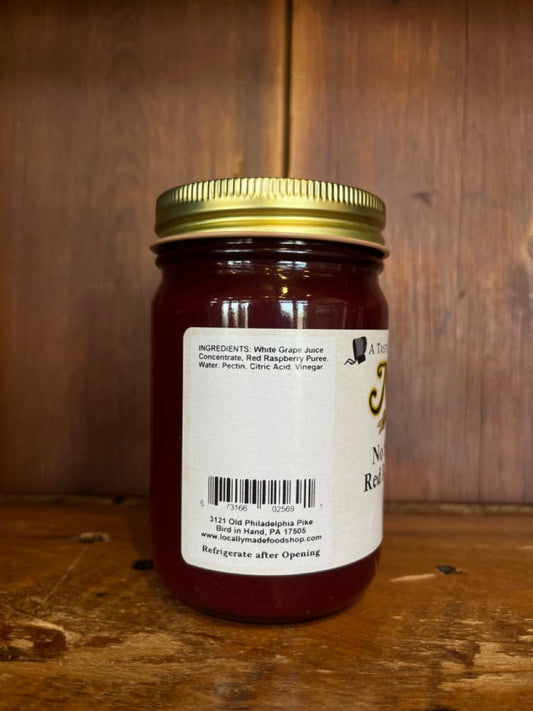 INGREDIENTS: White Grape Juice
Concentrate, Red Raspberry Puree,
Water, Pectin, Citric Acid, Vinegar.
A TASTE
No
Red
5 73166 02569 1
3121 Old Philadelphia Pike
Bird in Hand, PA 17505
www.locallymadefoodshop.com
Refrigerate after Opening